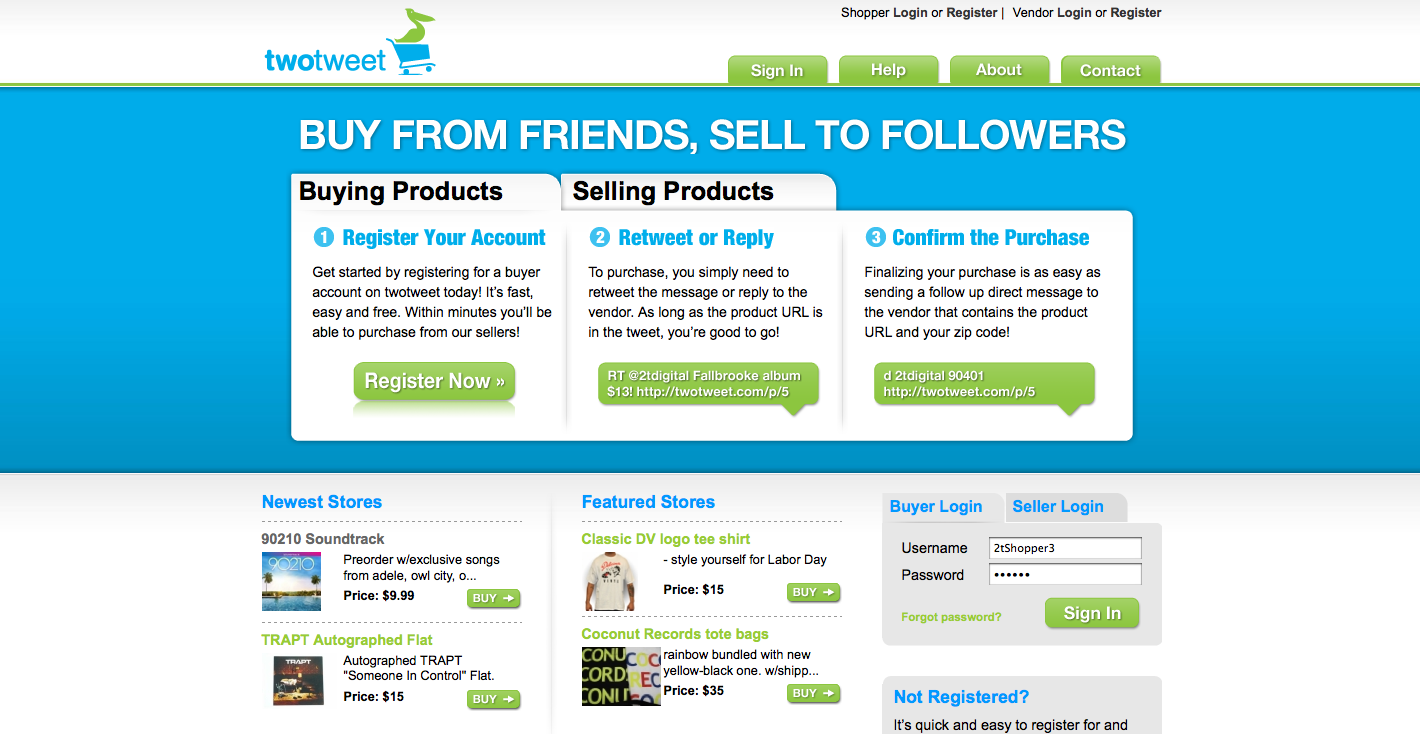 Shopper Login or Register | Vendor Login or Register
twotweet
Sign In
Help
About
Contact
BUY FROM FRIENDS, SELL TO FOLLOWERS
Buying Products
Selling Products
1 Register Your Account
Get started by registering for a buyer
account on twotweet today! It's fast,
easy and free. Within minutes you'll be
able to purchase from our sellers!
Register Now »
2 Retweet or Reply
To purchase, you simply need to
retweet the message or reply to the
vendor. As long as the product URL is
in the tweet, you're good to go!
RT @2tdigital Fallbrooke album
$13! http://twotweet.com/p/5
3 Confirm the Purchase
Finalizing your purchase is as easy as
sending a follow up direct message to
the vendor that contains the product
URL and your zip code!
d 2tdigital 90401
http://twotweet.com/p/5
Newest Stores
90210 Soundtrack
90210
Preorder w/exclusive songs
from adele, owl city, o...
Price: $9.99
BUY →
TRAPT Autographed Flat
TRAPT
Autographed TRAPT
"Someone In Control" Flat.
Price: $15
BUY →
Featured Stores
Classic DV logo tee shirt
- style yourself for Labor Day
Price: $15
BUY →
Coconut Records tote bags
rainbow bundled with new
yellow-black one. w/shipp...
Price: $35
BUY →
Buyer Login
Seller Login
Username
2tShopper3
Password
••••••
Forgot password?
Sign In
Not Registered?
It's quick and easy to register for and